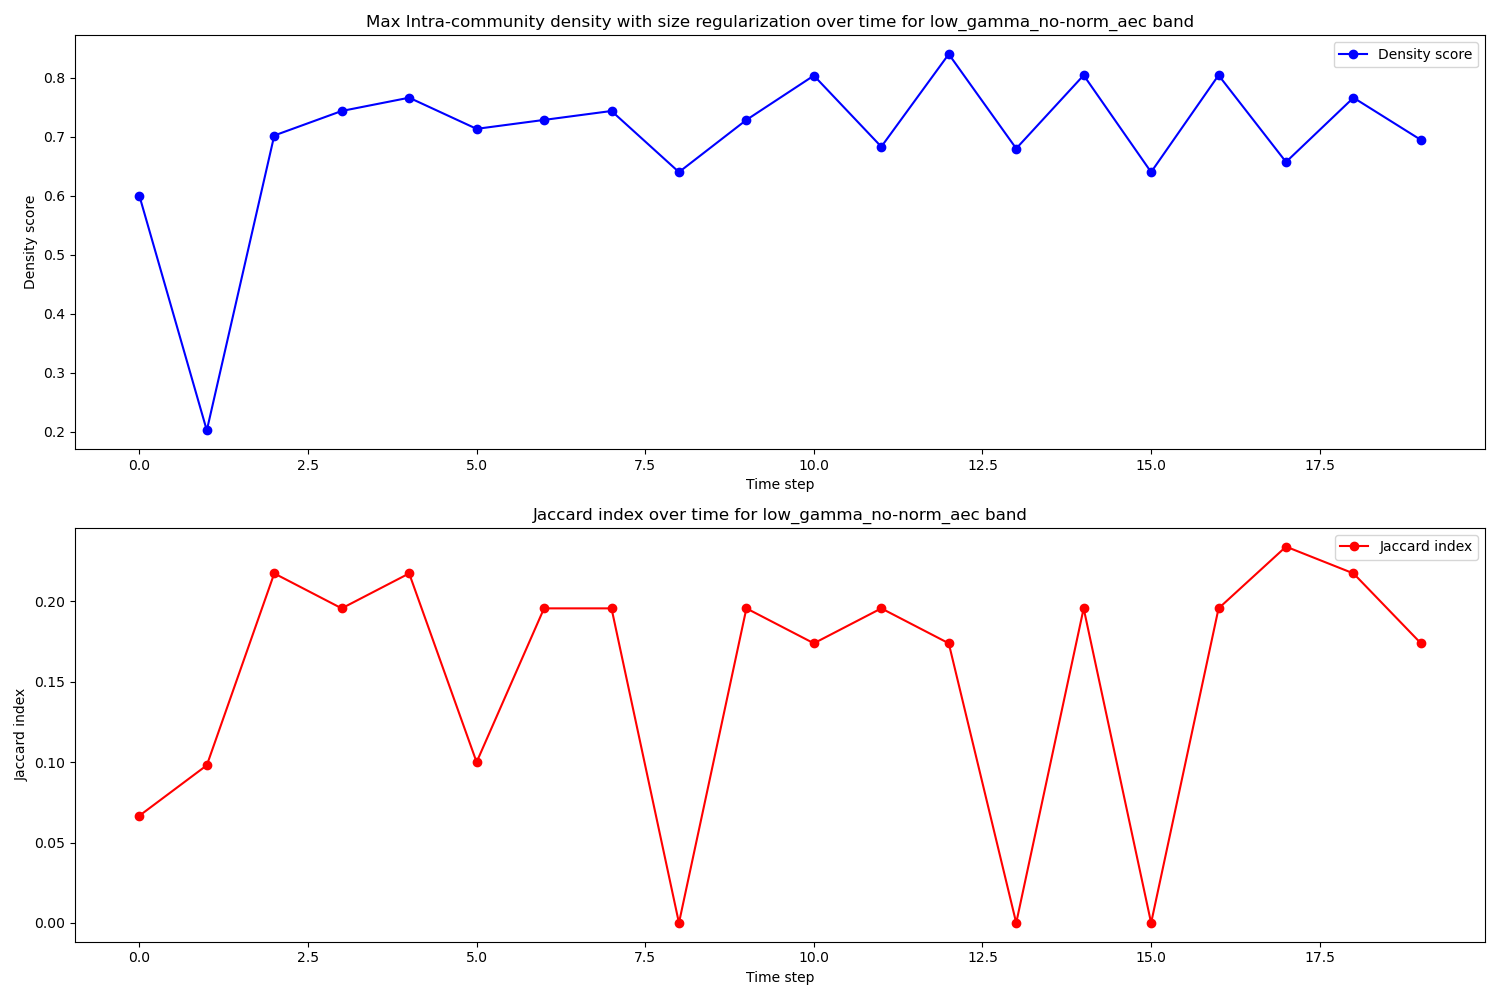 Max Intra-community density with size regularization over time for low_gamma_no-norm_aec band
Density score
0.8
0.7
0.6
0.5
0.4
0.3
0.2
Density score
0.0 2.5 5.0 7.5 10.0 12.5 15.0 17.5
Time step
Jaccard index over time for low_gamma_no-norm_aec band
Jaccard index
0.20
0.15
0.10
0.05
0.00
Jaccard index
0.0 2.5 5.0 7.5 10.0 12.5 15.0 17.5
Time step